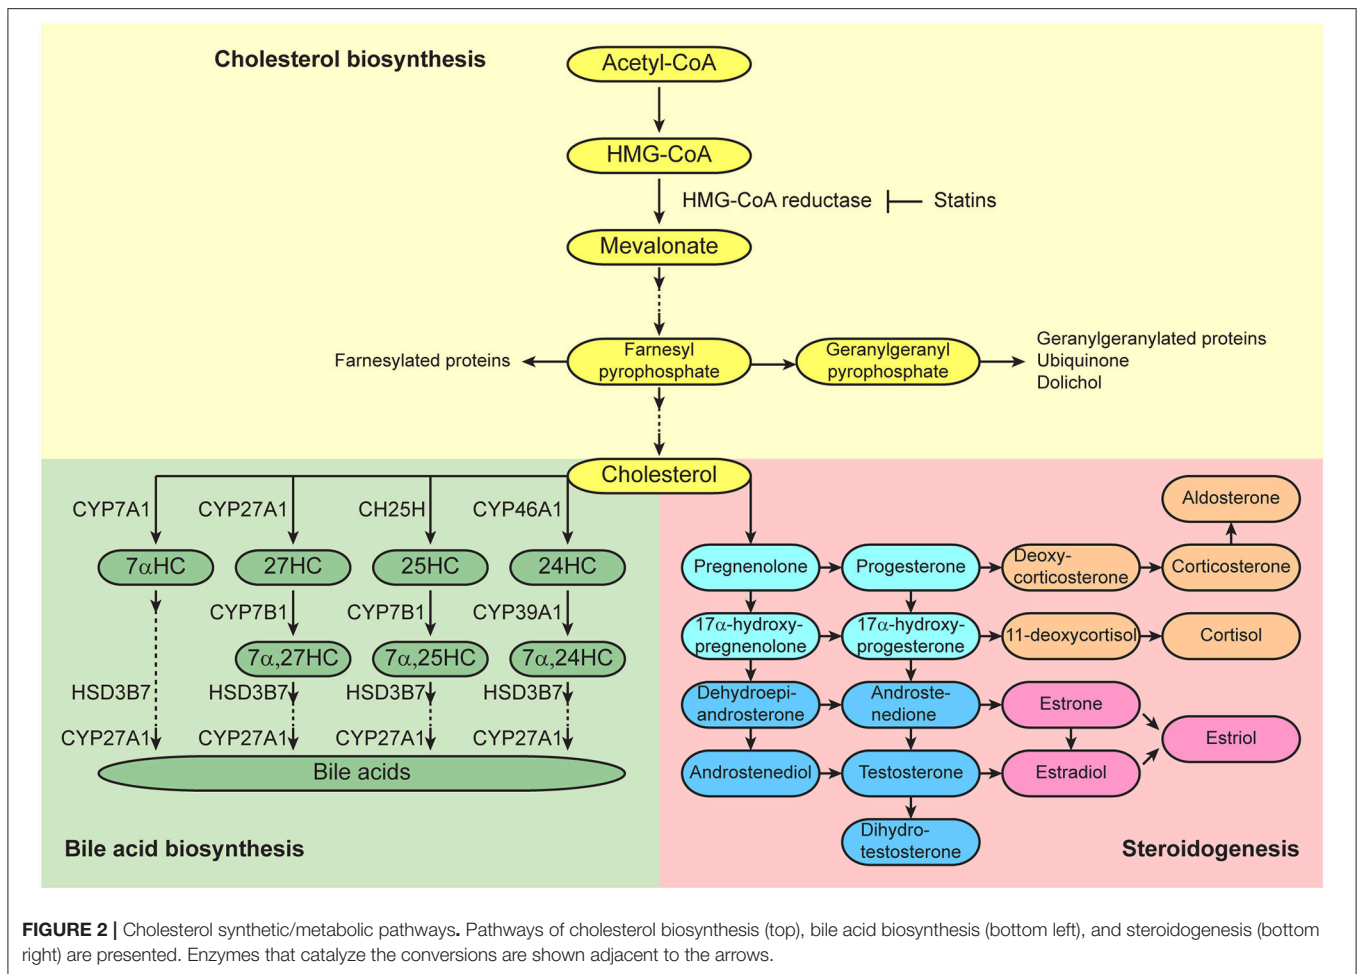 Cholesterol biosynthesis
Acetyl-CoA
HMG-CoA
HMG-CoA reductase
Statins
Mevalonate
Farnesylated proteins
Farnesyl
pyrophosphate
Geranylgeranyl
pyrophosphate
Geranylgeranylated proteins
Ubiquinone
Dolichol
Cholesterol
CYP7A1
CYP27A1
CH25H
CYP46A1
7αHC
27HC
25HC
24HC
CYP7B1
CYP7B1
CYP39A1
7α,27HC
7α,25HC
7α,24HC
HSD3B7
HSD3B7
HSD3B7
HSD3B7
CYP27A1
CYP27A1
CYP27A1
CYP27A1
Bile acids
Bile acid biosynthesis
Aldosterone
Pregnenolone
Progesterone
Deoxy-
corticosterone
Corticosterone
17α-hydroxy-
pregnenolone
17α-hydroxy-
progesterone
11-deoxycortisol
Cortisol
Dehydroepi-
androsterone
Androste-
nedione
Estrone
Estriol
Androstenediol
Testosterone
Estradiol
Dihydro-
testosterone
Steroidogenesis
FIGURE 2 | Cholesterol synthetic/metabolic pathways. Pathways of cholesterol biosynthesis (top), bile acid biosynthesis (bottom left), and steroidogenesis (bottom
right) are presented. Enzymes that catalyze the conversions are shown adjacent to the arrows.